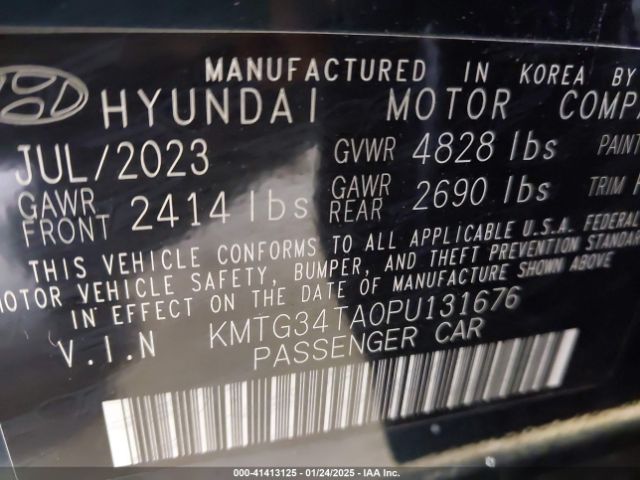 MANUFACTURED IN KOREA BY
HYUNDAI MOTOR COMP
JUL/2023 GVWR 4828 lbs PAINT
GAWR FRONT 2414 lbs GAWR REAR 2690 lbs TRIM
THIS VEHICLE CONFORMS TO ALL APPLICABLE U.S.A. FEDERAL
MOTOR VEHICLE SAFETY, BUMPER, AND THEFT PREVENTION STANDA
IN EFFECT ON THE DATE OF MANUFACTURE SHOWN ABOVE
V.I.N KMTG34TA0PU131676
PASSENGER CAR
000-41413125 - 01/24/2025 - IAA Inc.